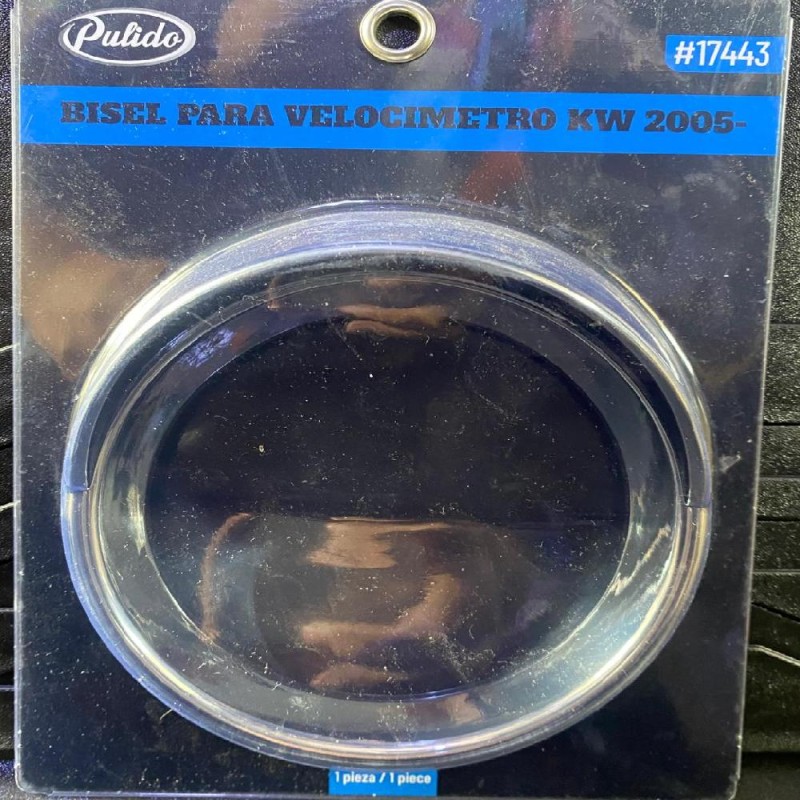 Pulido
#17443
BISEL PARA VELOCIMETRO KW 2005-
1 pieza / 1 piece